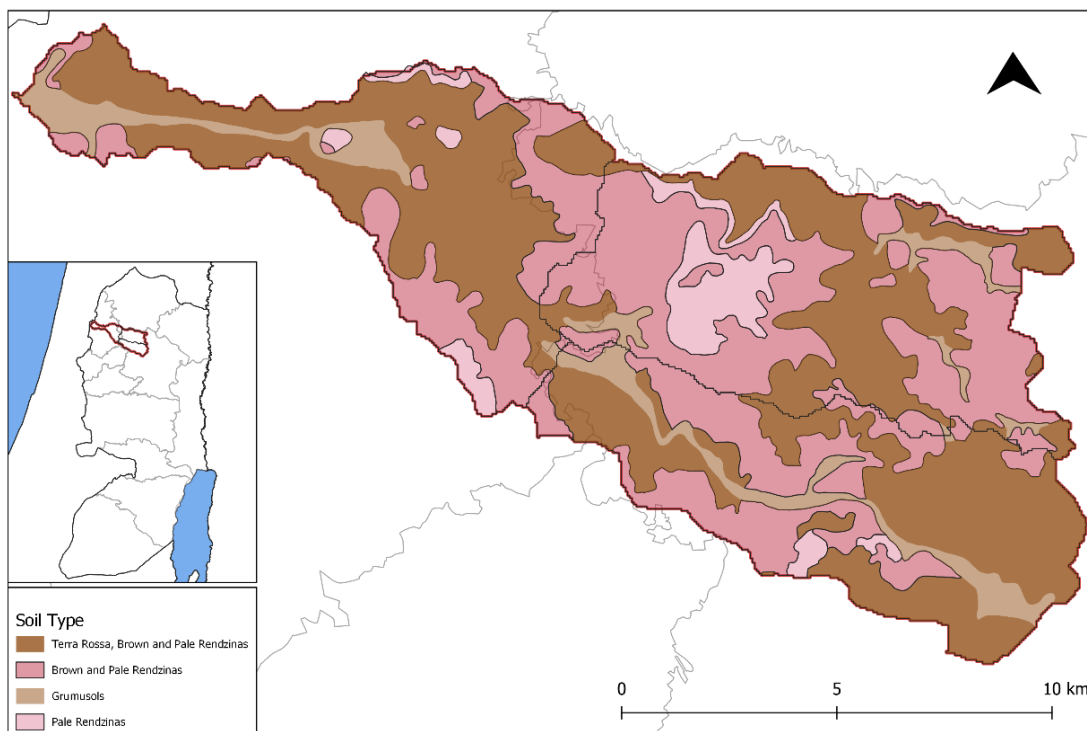 Soil Type
Terra Rossa, Brown and Pale Rendzinas
Brown and Pale Rendzinas
Grumusols
Pale Rendzinas
0 5 10 km